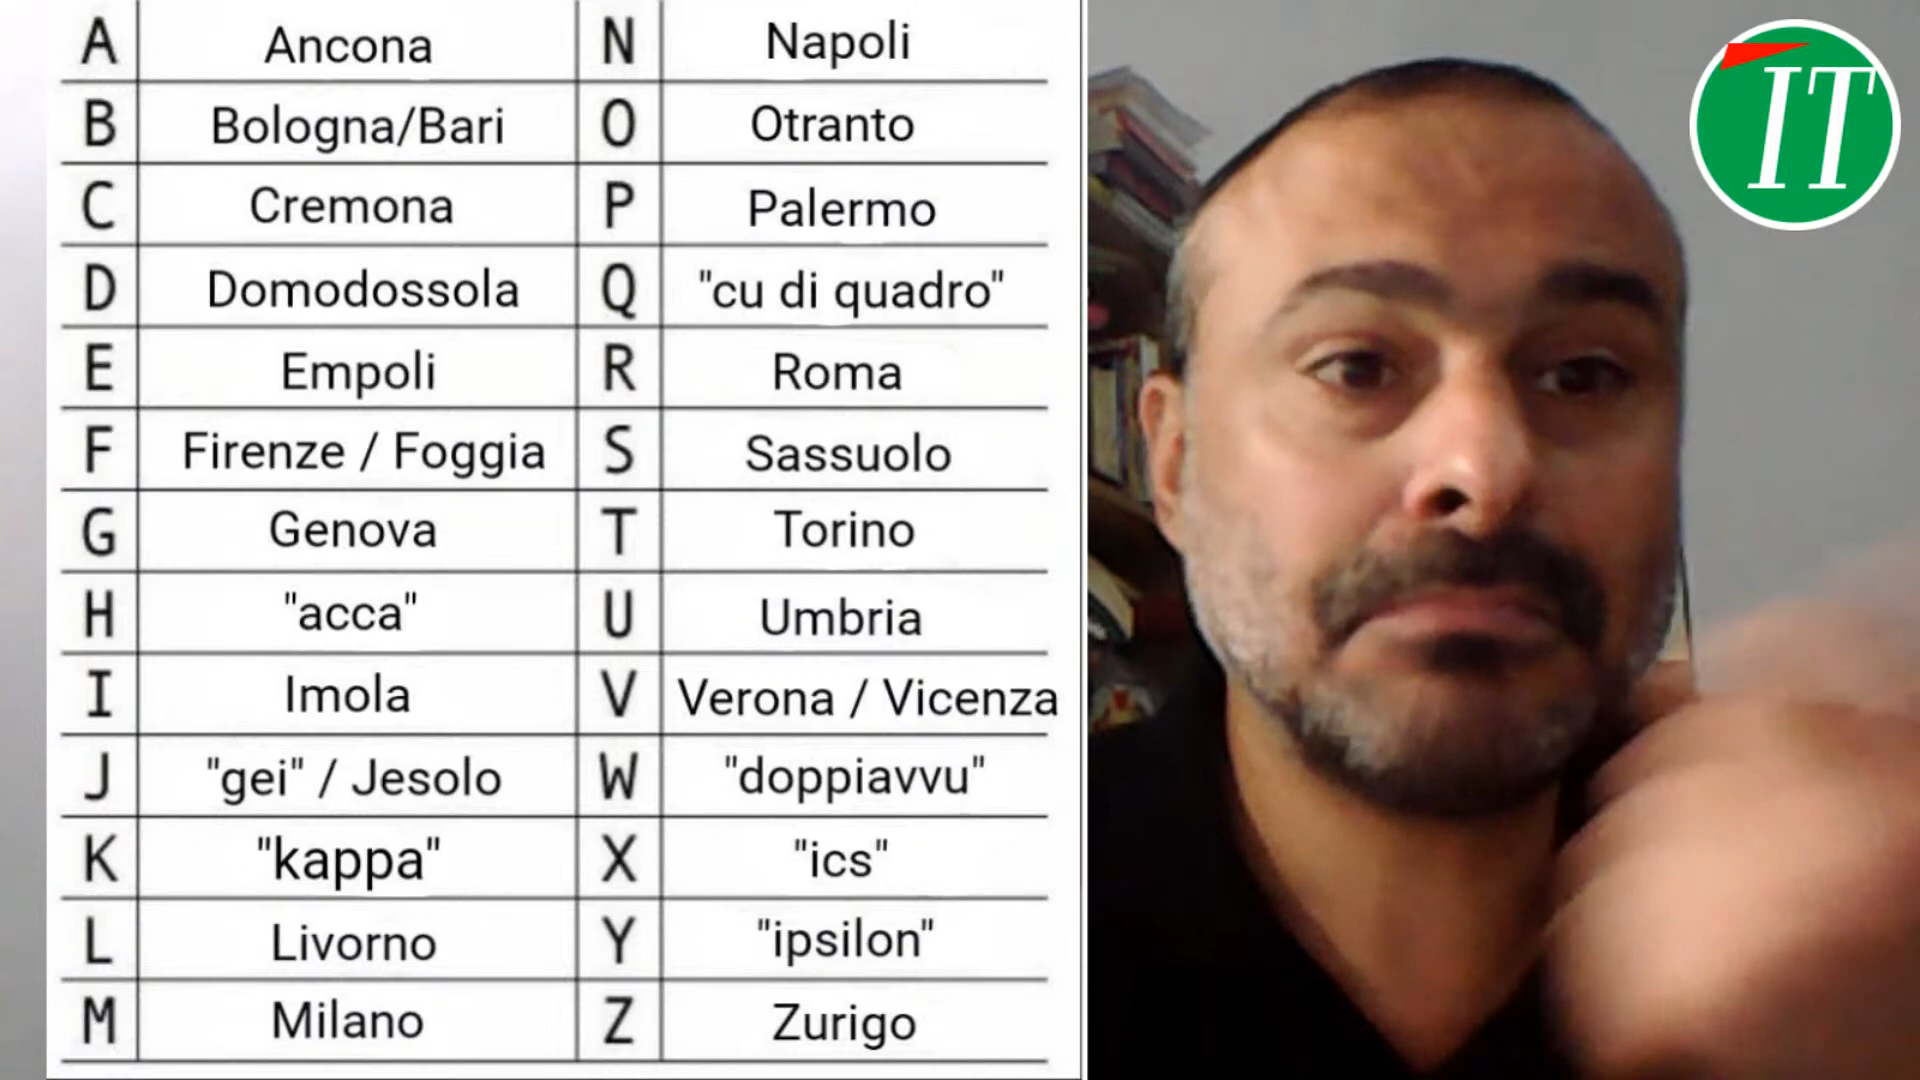 A Ancona N Napoli
B Bologna/Bari O Otranto
C Cremona P Palermo
D Domodossola Q "cu di quadro"
E Empoli R Roma
F Firenze / Foggia S Sassuolo
G Genova T Torino
H "acca" U Umbria
I Imola V Verona / Vicenza
J "gei" / Jesolo W "doppiavvu"
K "kappa" X "ics"
L Livorno Y "ipsilon"
M Milano Z Zurigo
IT